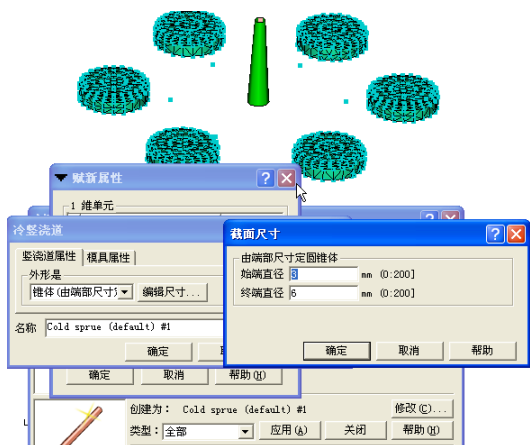 赋新属性
1 维单元
冷竖浇道
竖浇道属性 模具属性
外形是
锥体(由端部尺寸定 编辑尺寸...
名称 Cold sprue (default) #1
确定
截面尺寸
由端部尺寸定圆锥体
始端直径 3 mm (0:200]
终端直径 6 mm (0:200]
确定 取消 帮助
确定 取消 帮助(H)
创建为： Cold sprue (default) #1 修改(C)...
类型：全部 应用(A) 关闭 帮助(H)